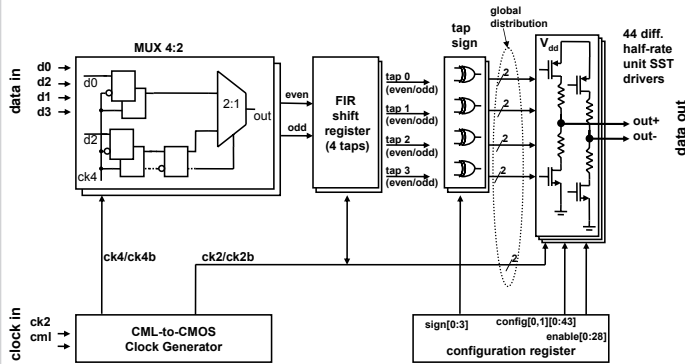 global
distribution
MUX 4:2
tap
sign
44 diff.
half-rate
unit SST
drivers
data in
d0
d2
d1
d3
d0
2:1
out
d2
ck4
even
odd
FIR
shift
register
(4 taps)
tap 0
(even/odd)
tap 1
(even/odd)
tap 2
(even/odd)
tap 3
(even/odd)
2
2
2
2
Vdd
out+
out-
data out
ck4/ck4b
ck2/ck2b
2
clock in
ck2
cml
CML-to-CMOS
Clock Generator
sign[0:3]
config[0,1][0:43]
enable[0:28]
configuration register